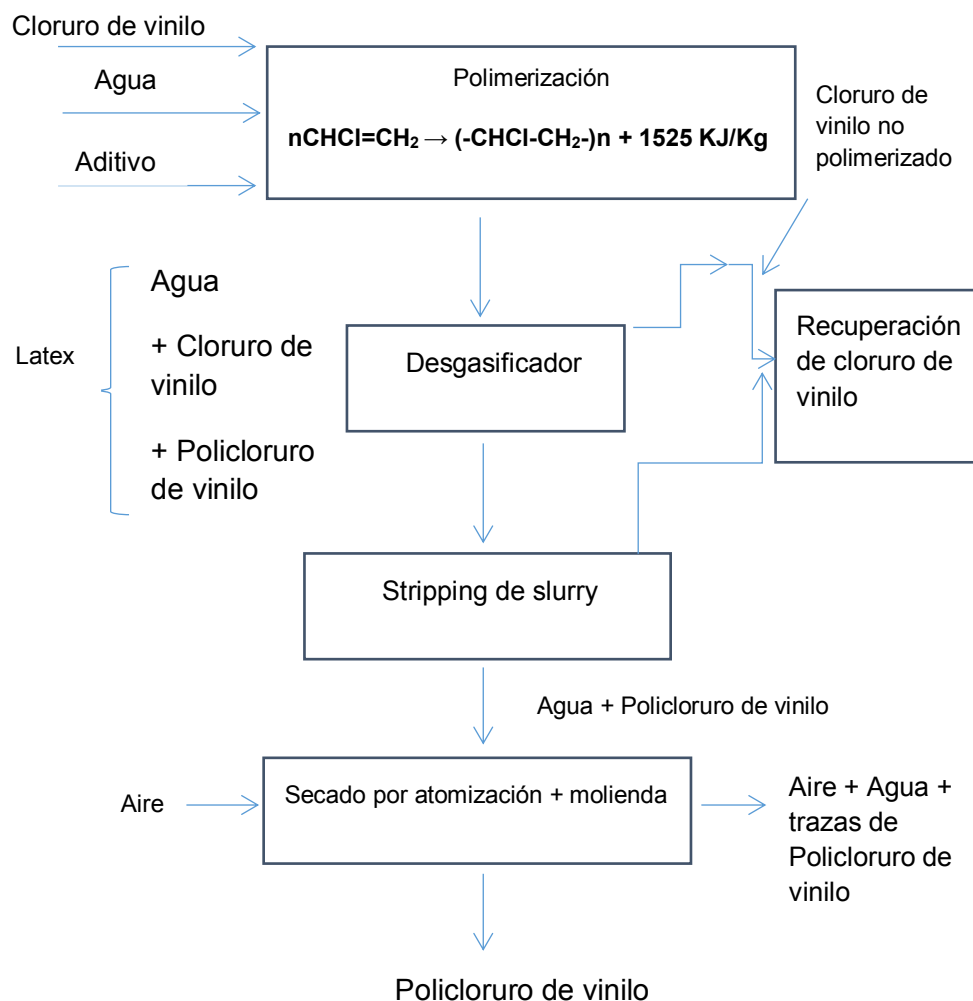 Cloruro de vinilo
Agua
Aditivo
Polimerización
nCHCl=CH₂ → (-CHCl-CH₂-)n + 1525 KJ/Kg
Cloruro de
vinilo no
polimerizado
Latex
Agua
+ Cloruro de
vinilo
+ Policloruro
de vinilo
Desgasificador
Recuperación
de cloruro de
vinilo
Stripping de slurry
Agua + Policloruro de vinilo
Aire
Secado por atomización + molienda
Aire + Agua +
trazas de
Policloruro de
vinilo
Policloruro de vinilo